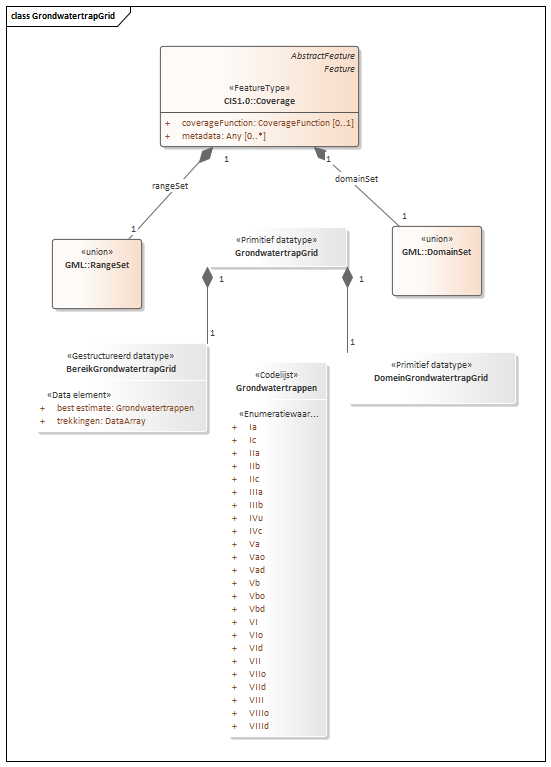 class GrondwatertrapGrid
AbstractFeature
Feature
«FeatureType»
CIS1.0::Coverage
+ coverageFunction: CoverageFunction [0..1]
+ metadata: Any [0..*]
1
1
rangeSet
domainSet
1
1
«union»
GML::RangeSet
«Primitief datatype»
GrondwatertrapGrid
«union»
GML::DomainSet
1
1
1
1
«Gestructureerd datatype»
BereikGrondwatertrapGrid
«Data element»
+ best estimate: Grondwatertrappen
+ trekkingen: DataArray
«Primitief datatype»
DomeinGrondwatertrapGrid
«Codelijst»
Grondwatertrappen
«Enumeratiewaar...
+ Ia
+ Ic
+ IIa
+ IIb
+ IIc
+ IIIa
+ IIIb
+ IVu
+ IVc
+ Va
+ Vao
+ Vad
+ Vb
+ Vbo
+ Vbd
+ VI
+ VIo
+ VId
+ VII
+ VIIo
+ VIId
+ VIII
+ VIIIo
+ VIIId